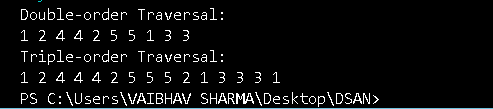 Double-order Traversal:
1 2 4 4 2 5 5 1 3 3
Triple-order Traversal:
1 2 4 4 4 2 5 5 5 2 1 3 3 3 1
PS C:\Users\VAIBHAV SHARMA\Desktop\DSAN>